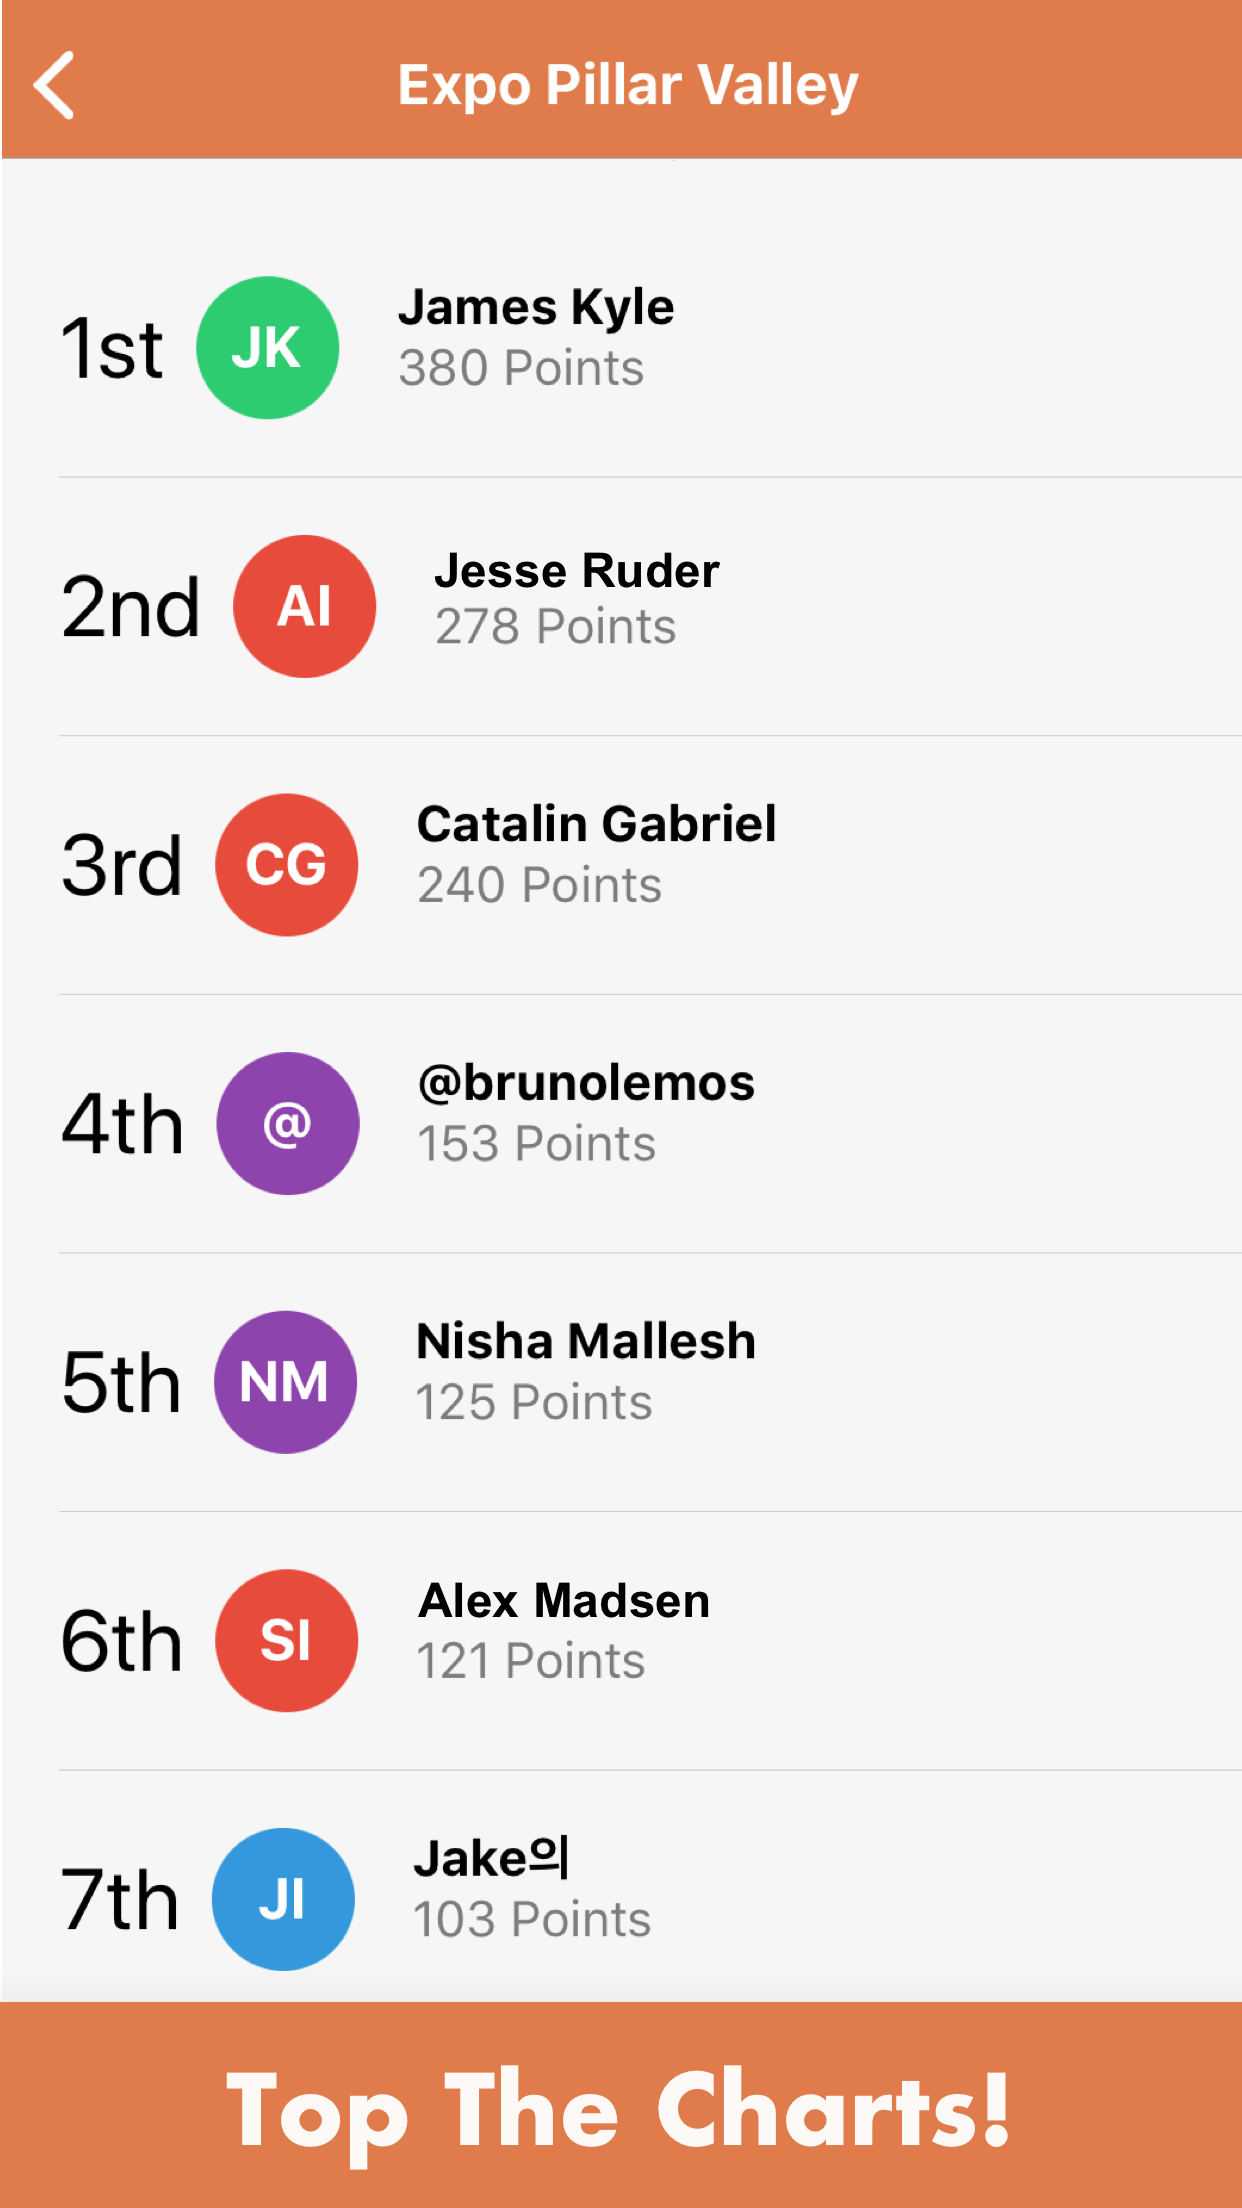 Expo Pillar Valley
1st JK James Kyle
380 Points
2nd AI Jesse Ruder
278 Points
3rd CG Catalin Gabriel
240 Points
4th @ @brunolemos
153 Points
5th NM Nisha Mallesh
125 Points
6th SI Alex Madsen
121 Points
7th JI Jake의
103 Points
Top The Charts!